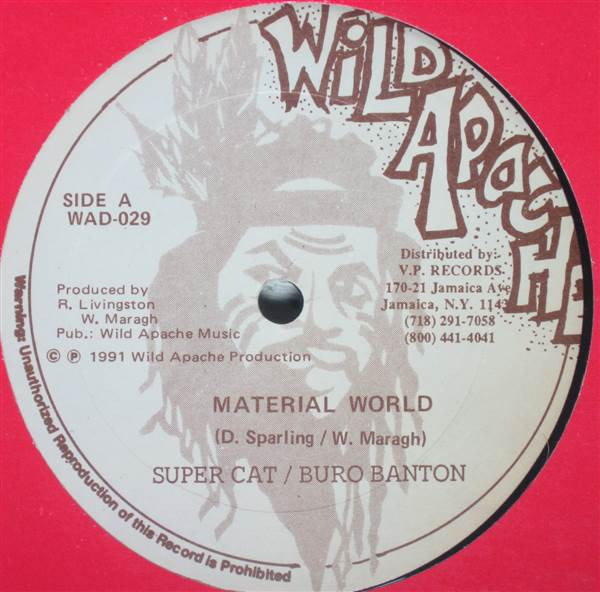 WILD
APACHE
SIDE A
WAD-029
Distributed by:
V.P. RECORDS
170-21 Jamaica Ave
Jamaica, N.Y.
(718) 291-7058
(800) 441-4041
Produced by
R. Livingston
W. Maragh
Pub.: Wild Apache Music
© ℗ 1991 Wild Apache Production
MATERIAL WORLD
(D. Sparling / W. Maragh)
SUPER CAT / BURO BANTON
Warning: Unauthorized Reproduction of this Record is Prohibited